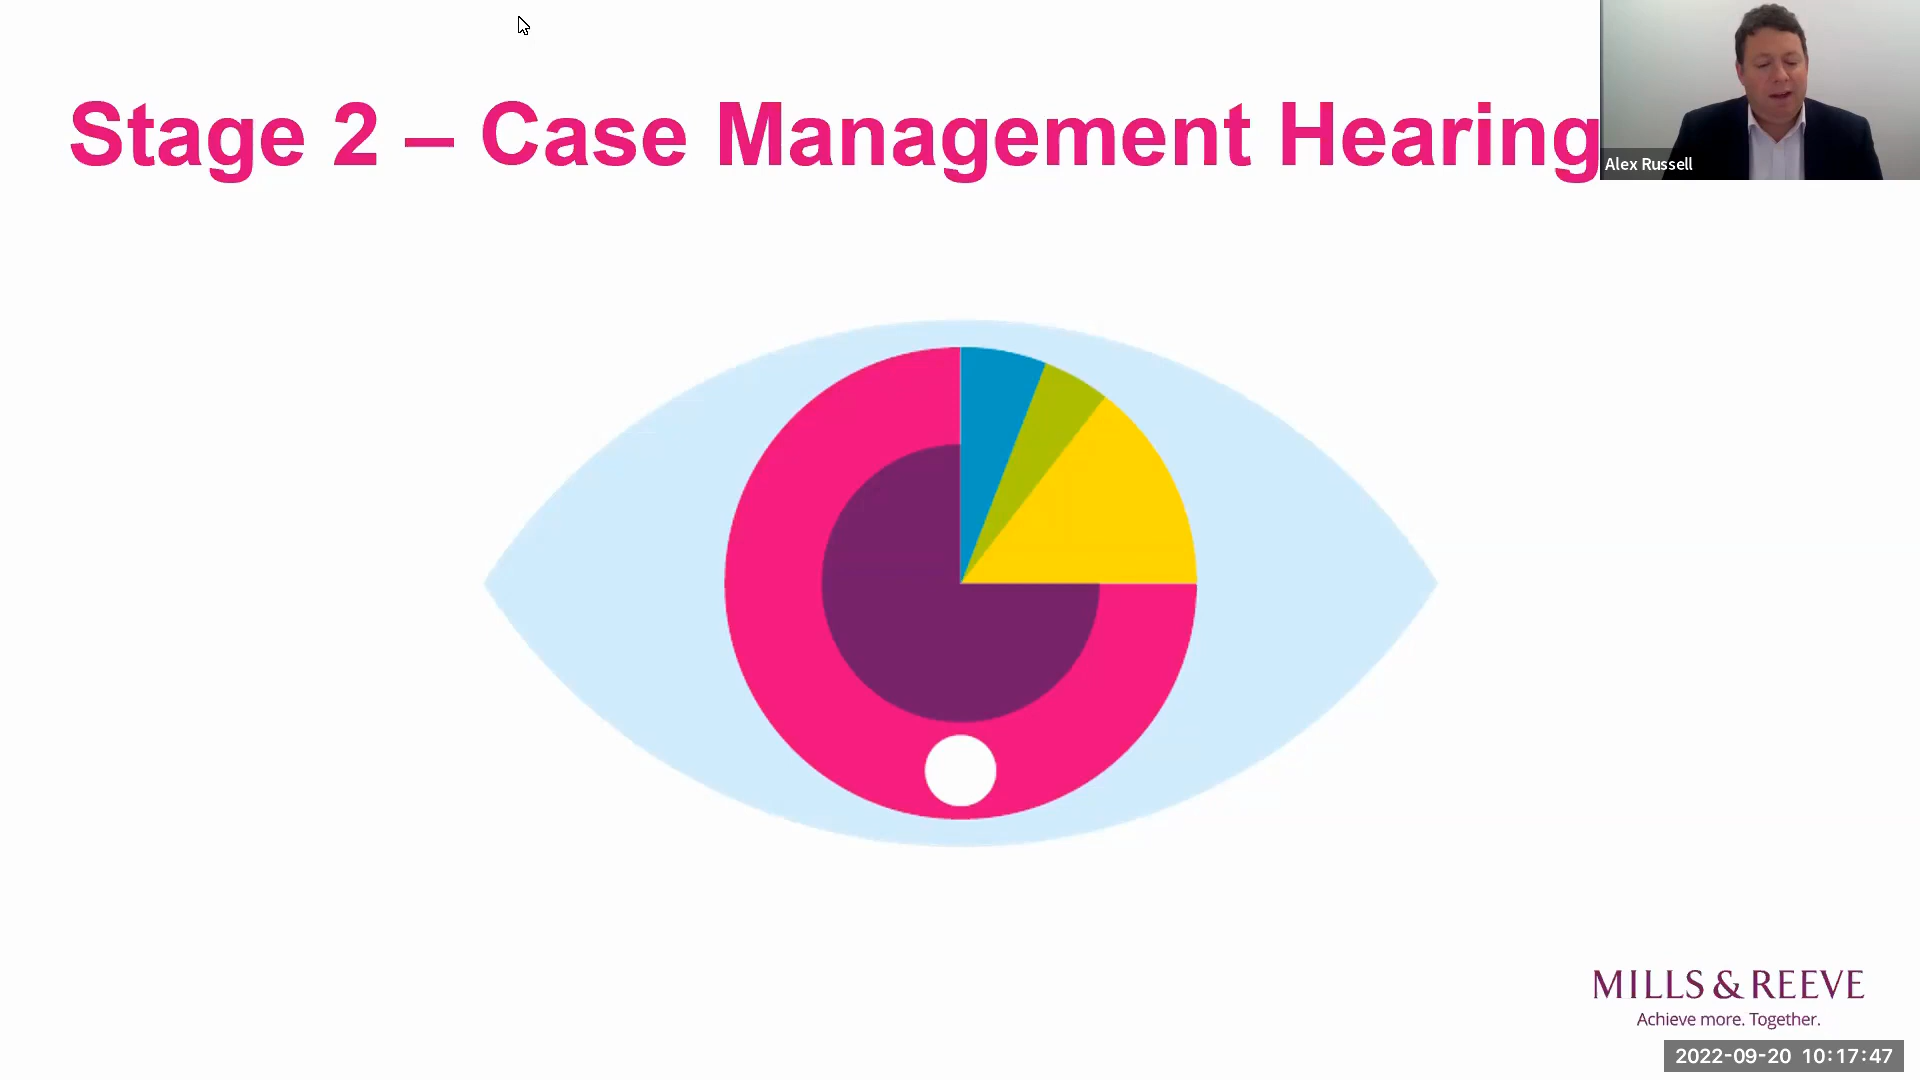 Stage 2 – Case Management Hearing
Alex Russell
MILLS & REEVE
Achieve more. Together.
2022-09-20 10:17:47